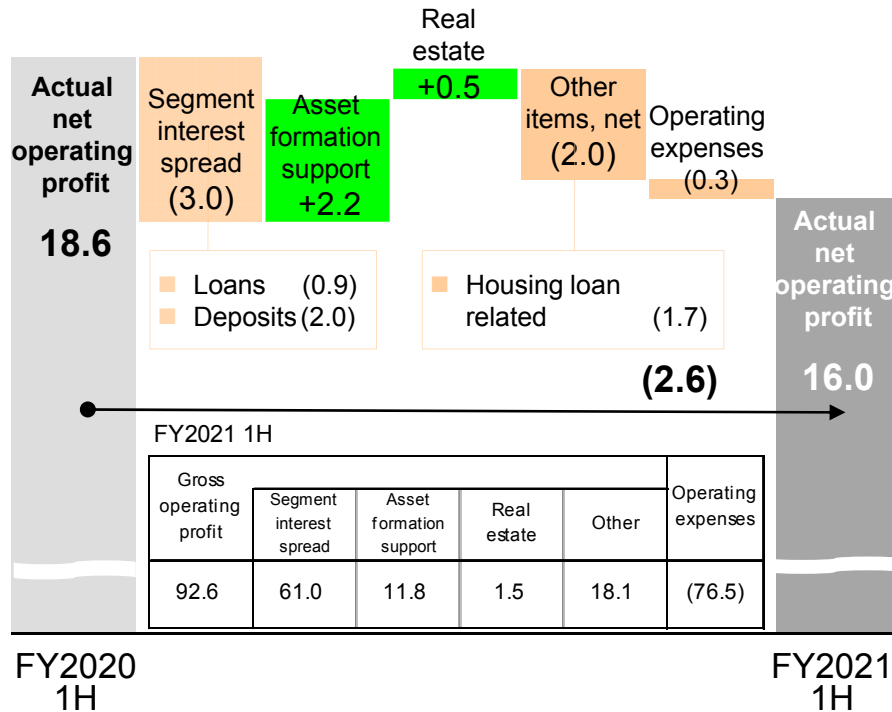 Actual
net
operating
profit
18.6
Segment
interest
spread
(3.0)
Asset
formation
support
+2.2
Real
estate
+0.5
Other
items, net
(2.0)
Operating
expenses
(0.3)
Actual
net
operating
profit
16.0
Loans (0.9)
Deposits (2.0)
Housing loan
related (1.7)
(2.6)
FY2021 1H
Gross
operating
profit
Segment
interest
spread
Asset
formation
support
Real
estate
Other
Operating
expenses
92.6 61.0 11.8 1.5 18.1 (76.5)
FY2020
1H
FY2021
1H